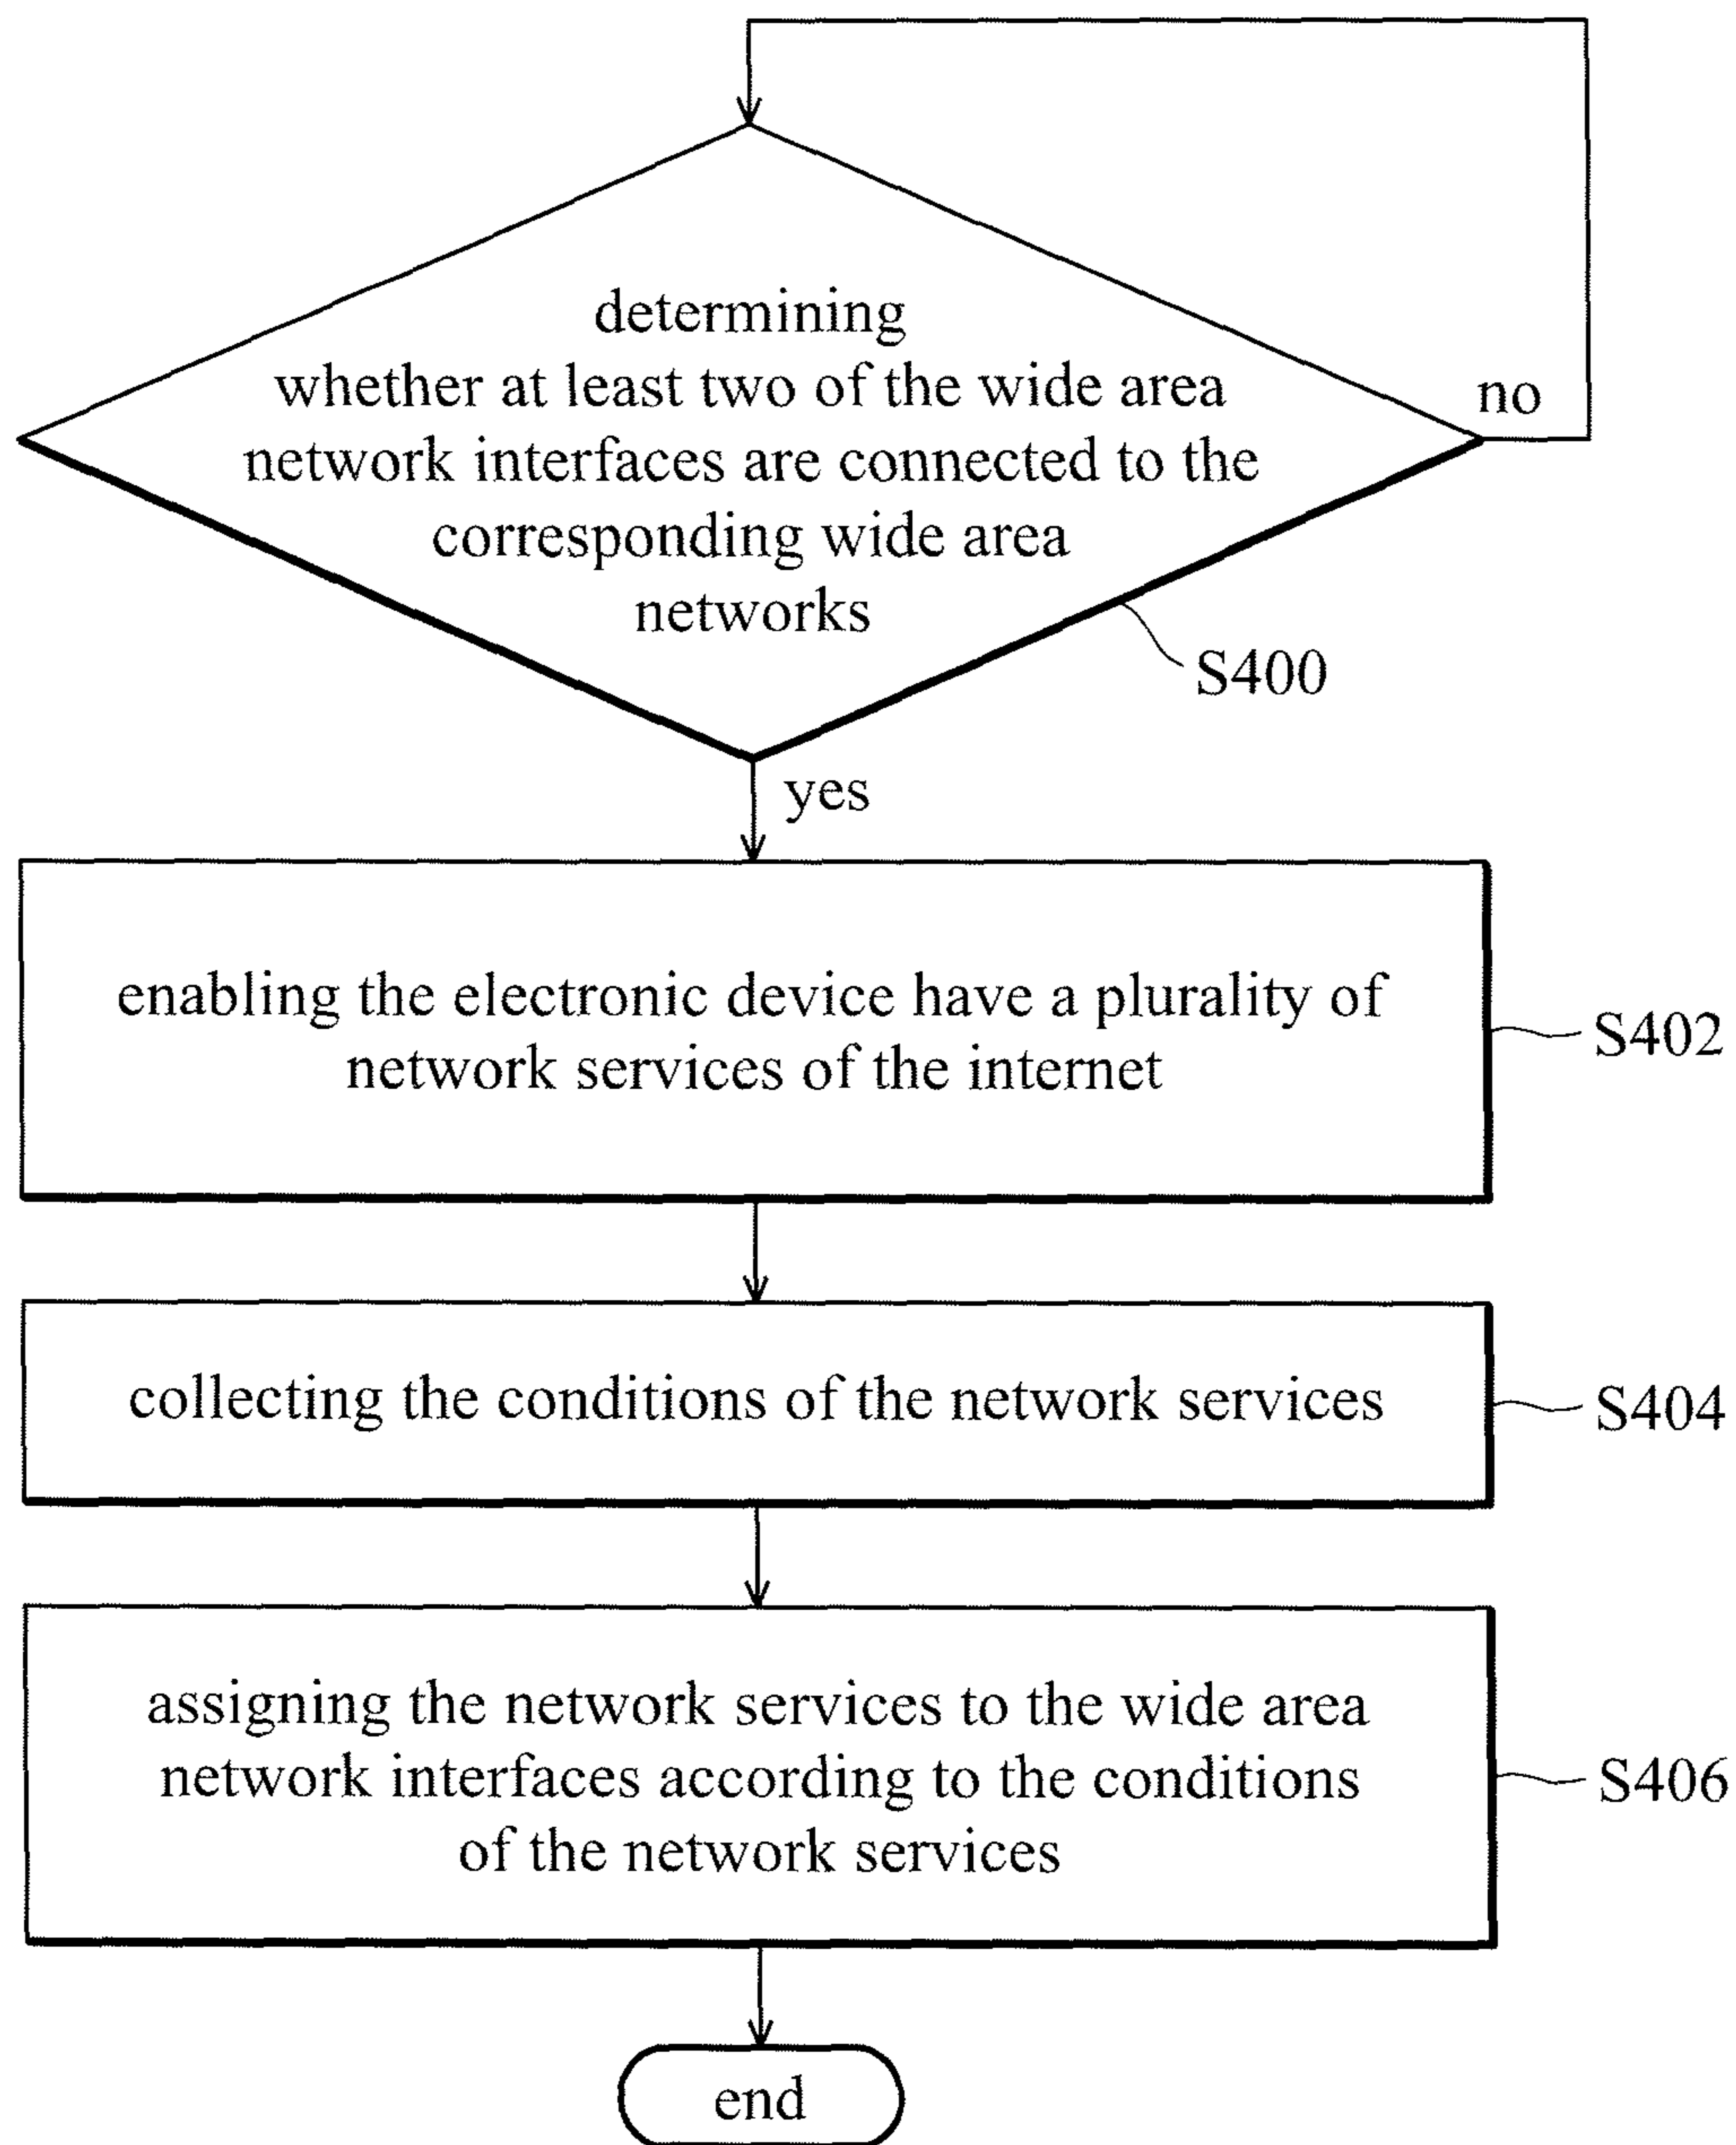 determining
whether at least two of the wide area
network interfaces are connected to the
corresponding wide area
networks
no
S400
yes
enabling the electronic device have a plurality of
network services of the internet
S402
collecting the conditions of the network services
S404
assigning the network services to the wide area
network interfaces according to the conditions
of the network services
S406
end